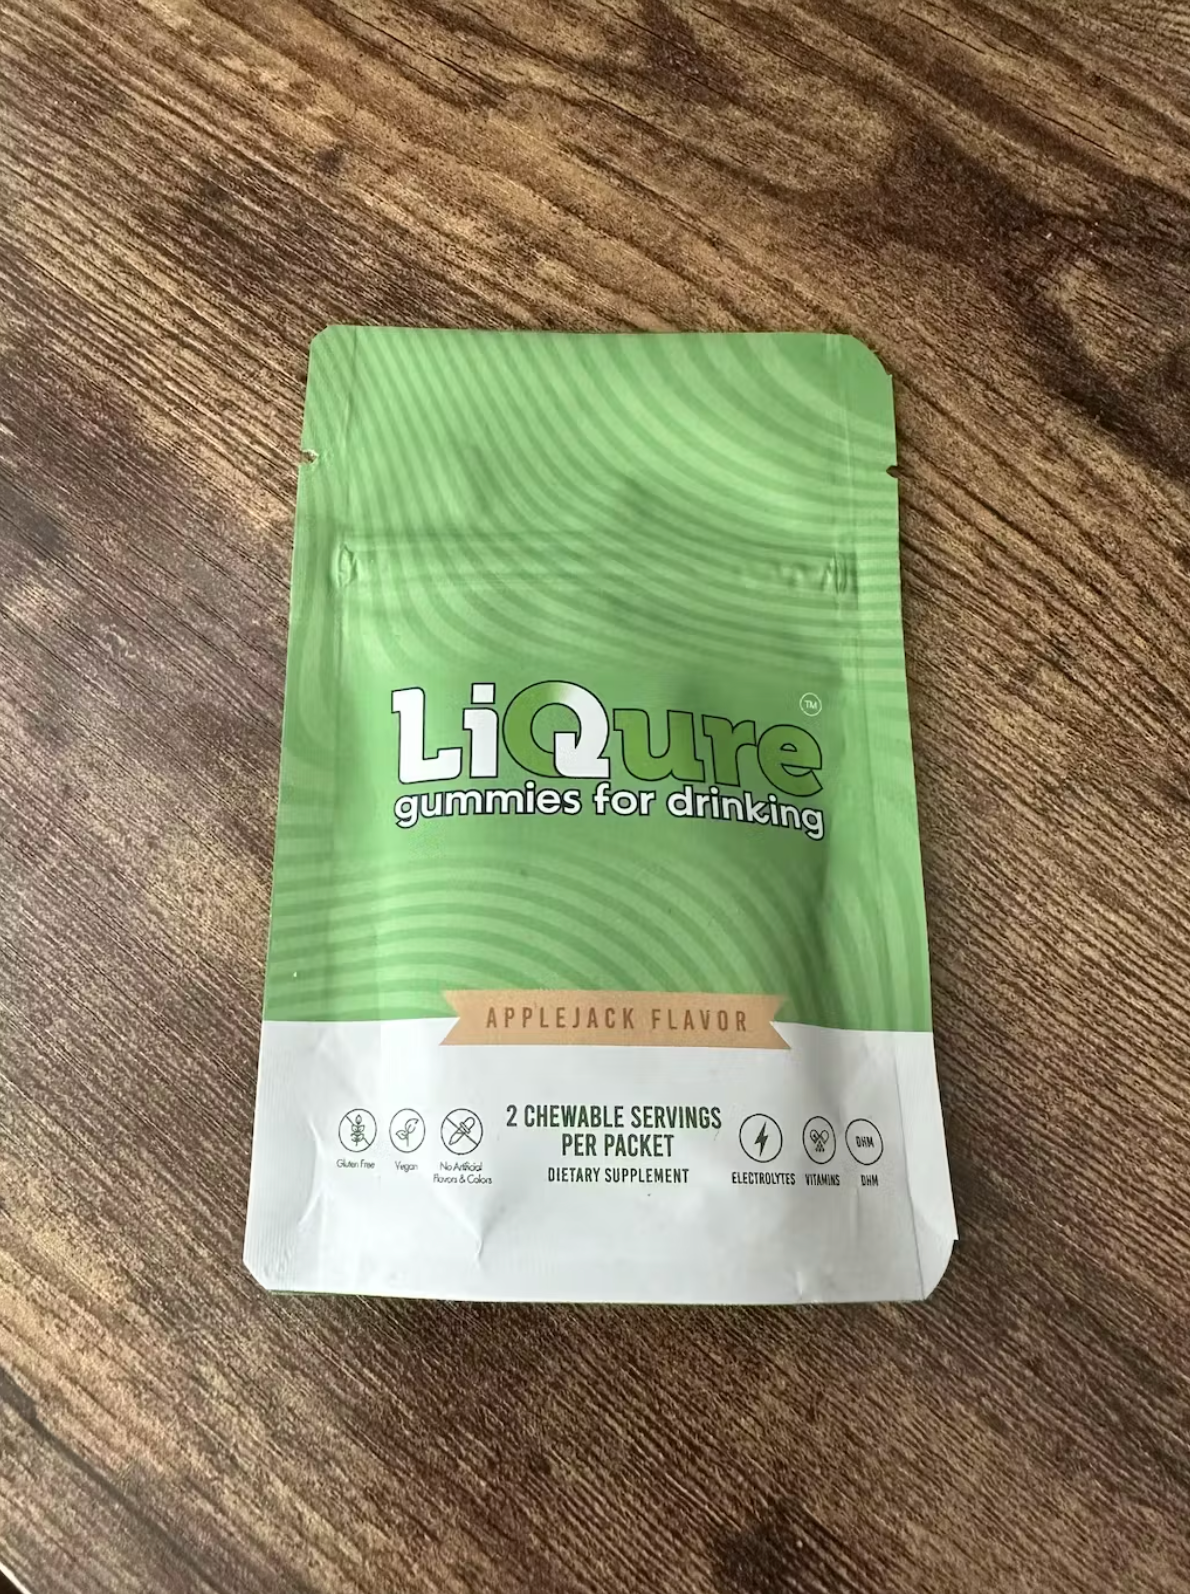 LiQure
TM
gummies for drinking
APPLEJACK FLAVOR
2 CHEWABLE SERVINGS
PER PACKET
DIETARY SUPPLEMENT
Gluten Free
Vegan
No Artificial
Flavors & Colors
ELECTROLYTES
VITAMINS
DHM
DHM